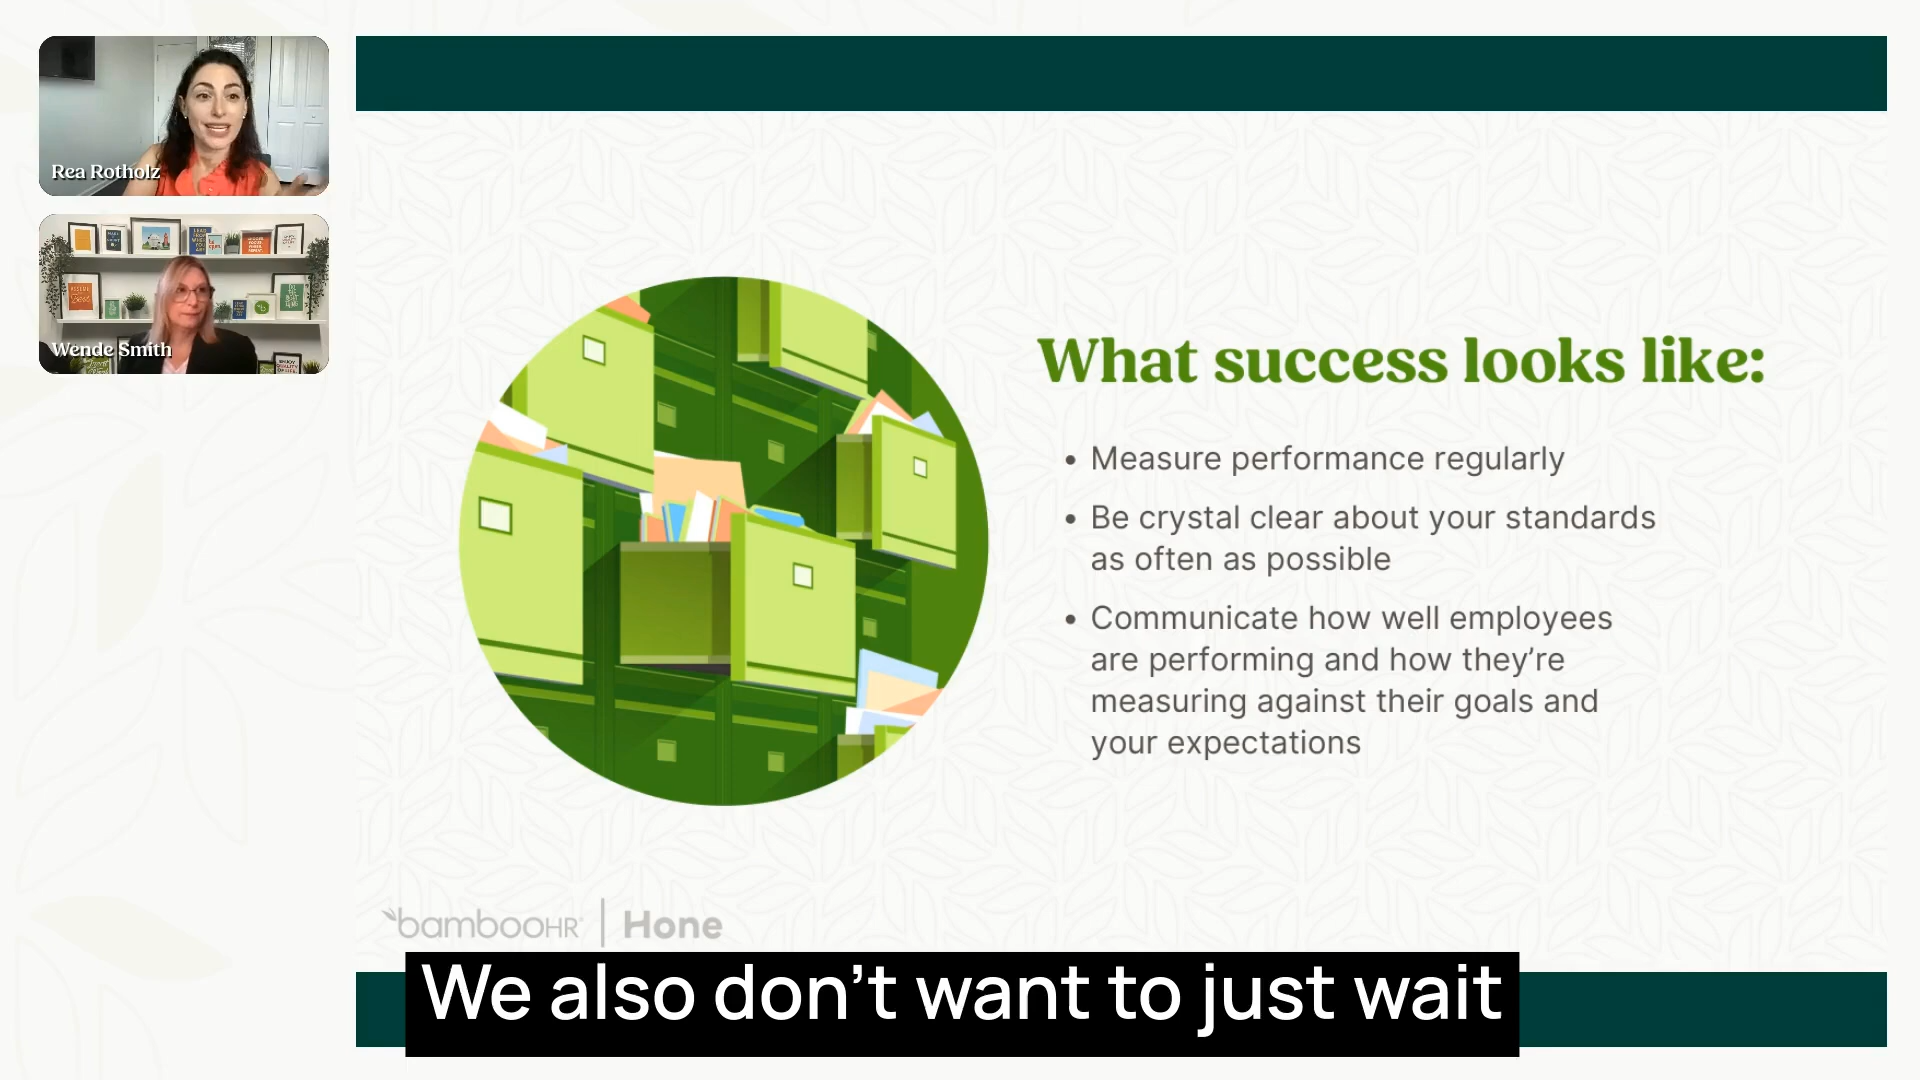 Rea Rotholz
Wende Smith
What success looks like:
• Measure performance regularly
• Be crystal clear about your standards
as often as possible
• Communicate how well employees
are performing and how they’re
measuring against their goals and
your expectations
bambooHR | Hone
We also don’t want to just wait